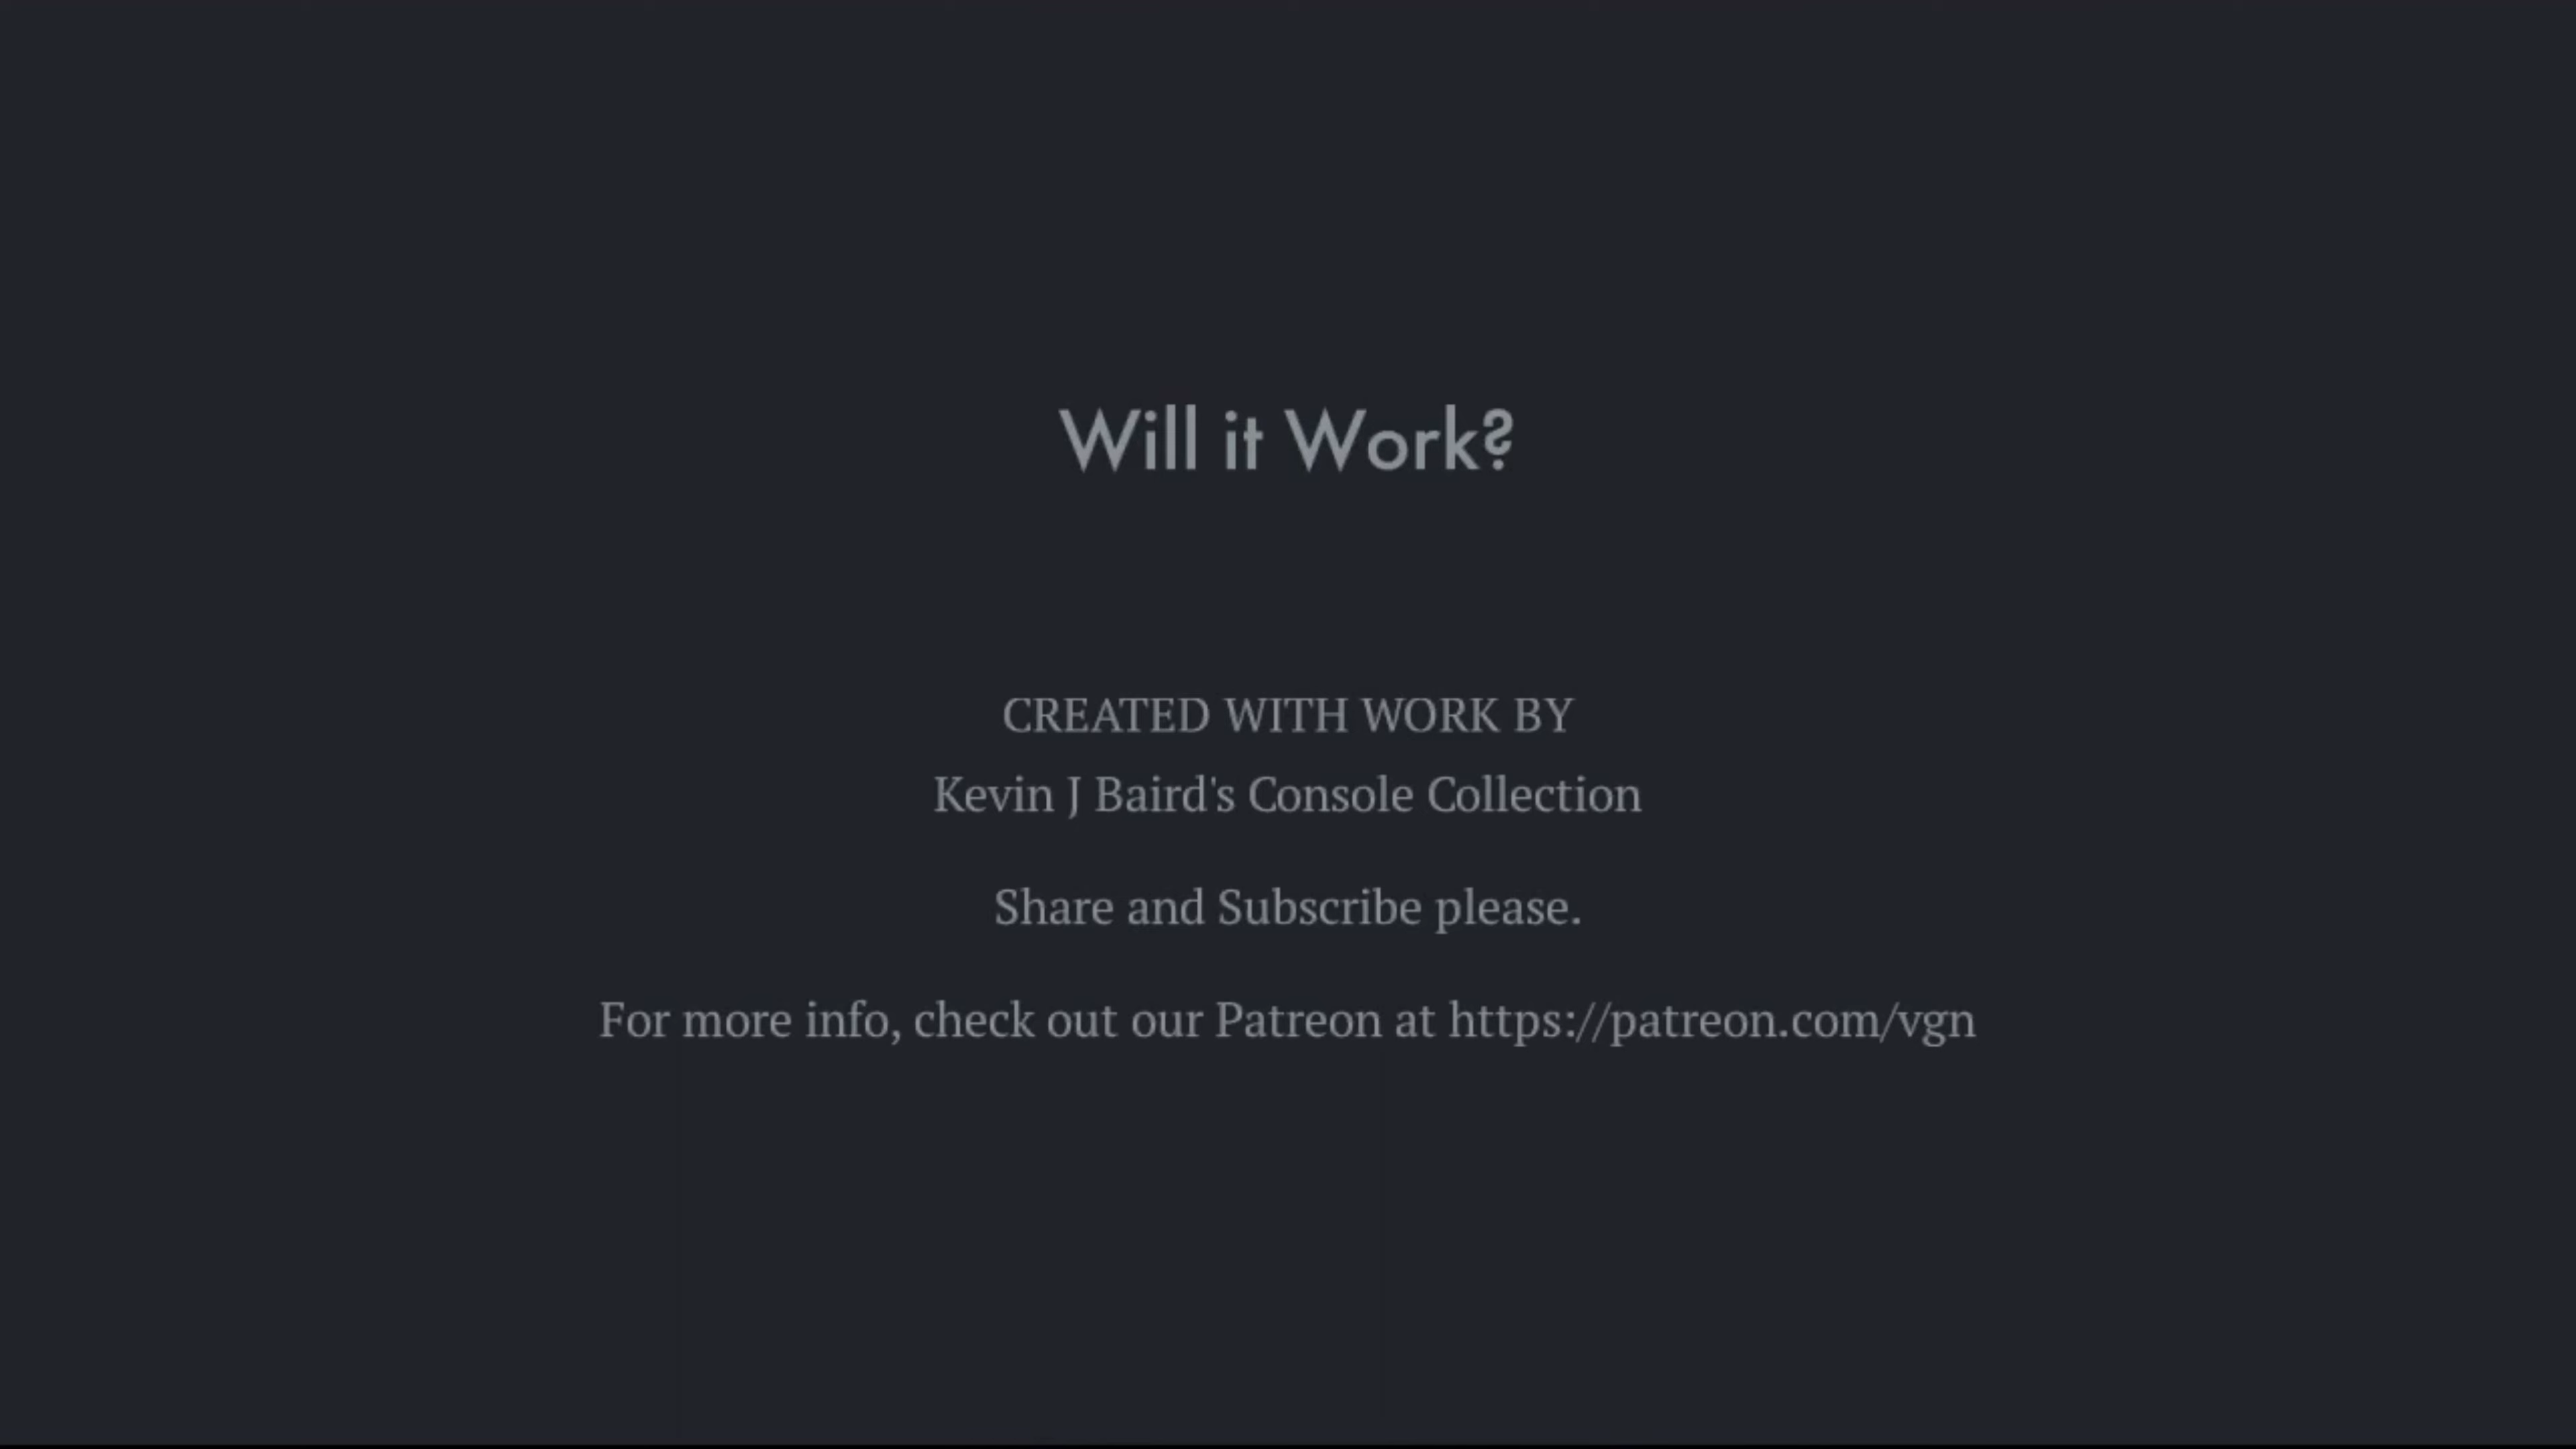 Will it Work?
CREATED WITH WORK BY
Kevin J Baird's Console Collection
Share and Subscribe please.
For more info, check out our Patreon at https://patreon.com/vgn